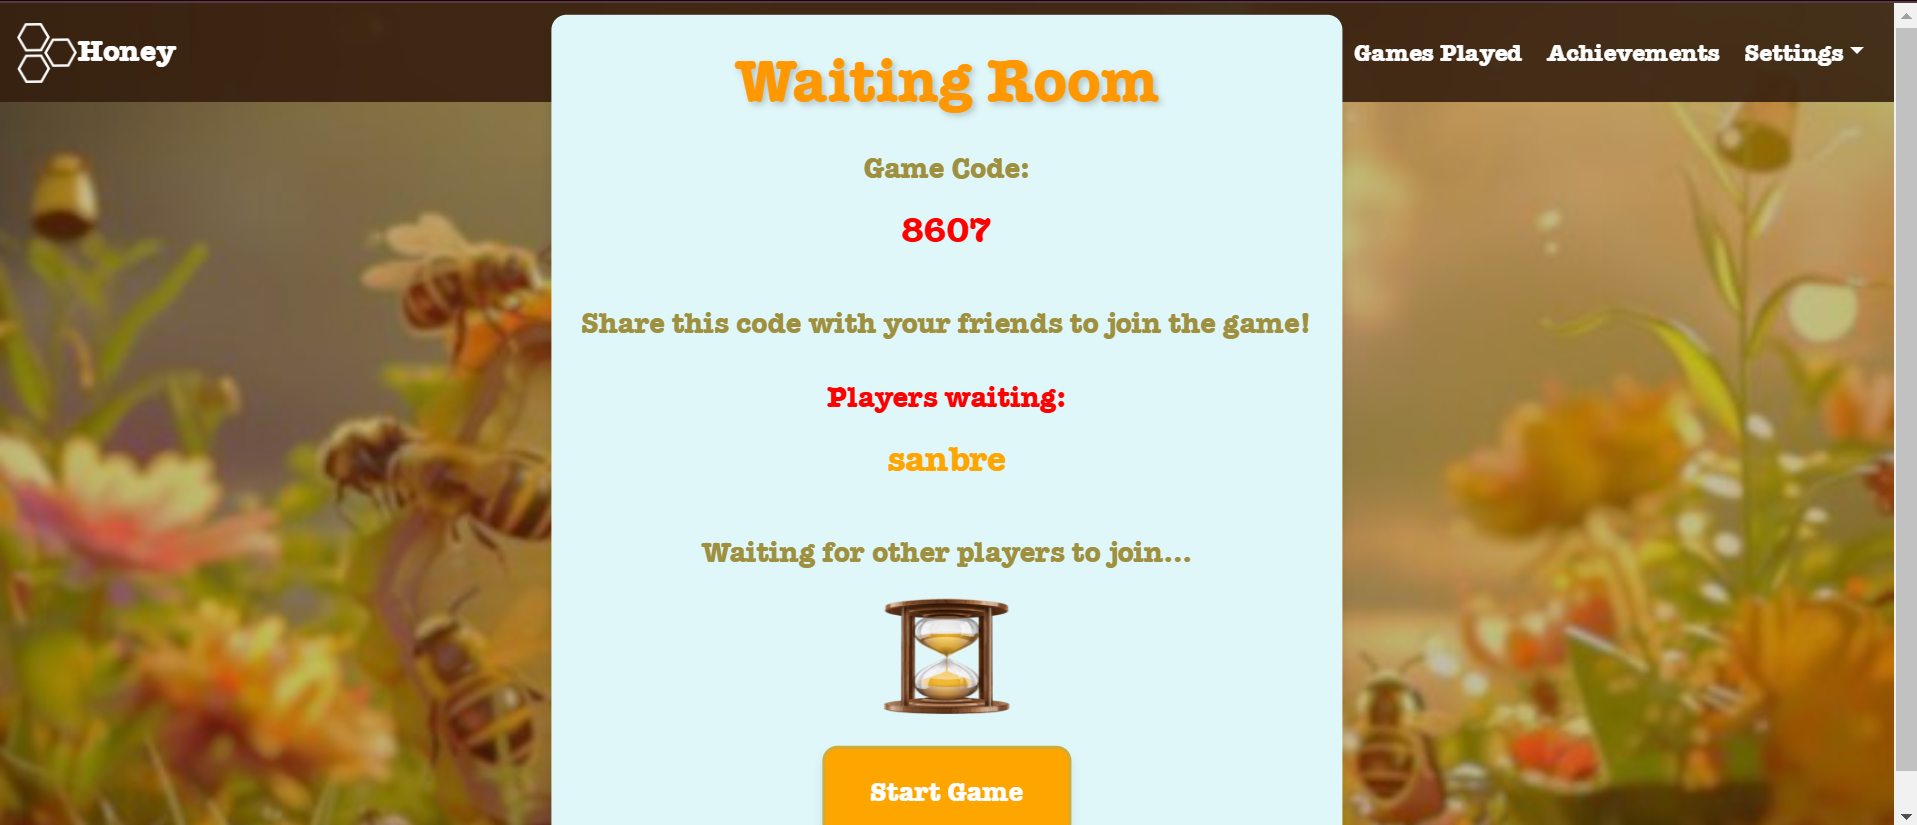 Honey
Games Played
Achievements
Settings
Waiting Room
Game Code:
8607
Share this code with your friends to join the game!
Players waiting:
sanbre
Waiting for other players to join...
Start Game